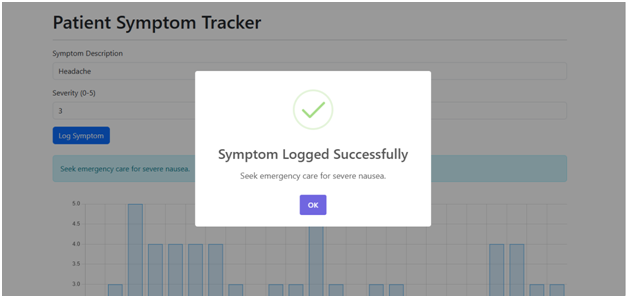 Patient Symptom Tracker
Symptom Description
Headache
Severity (0-5)
3
Log Symptom
Seek emergency care for severe nausea.
Symptom Logged Successfully
Seek emergency care for severe nausea.
OK
5.0
4.5
4.0
3.5
3.0